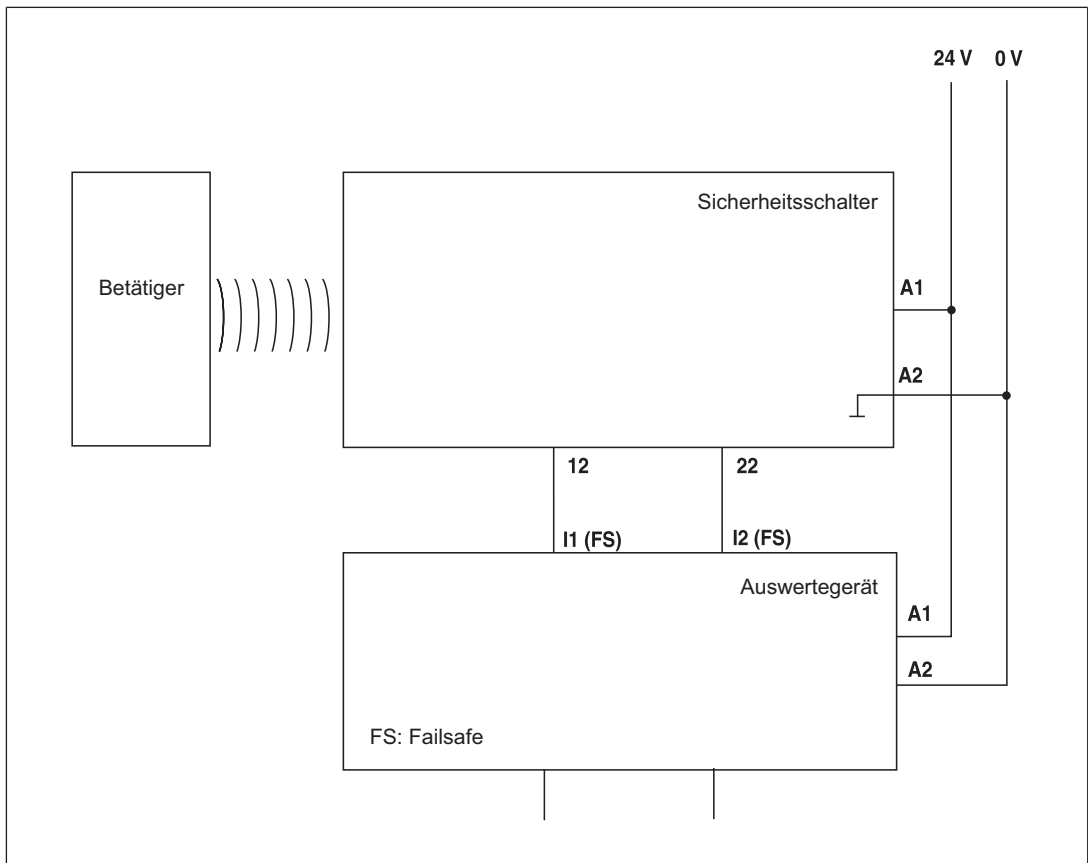 24 V 0 V
Sicherheitsschalter
Betätiger
A1
A2
12 22
I1 (FS) I2 (FS)
Auswertegerät
A1
A2
FS: Failsafe